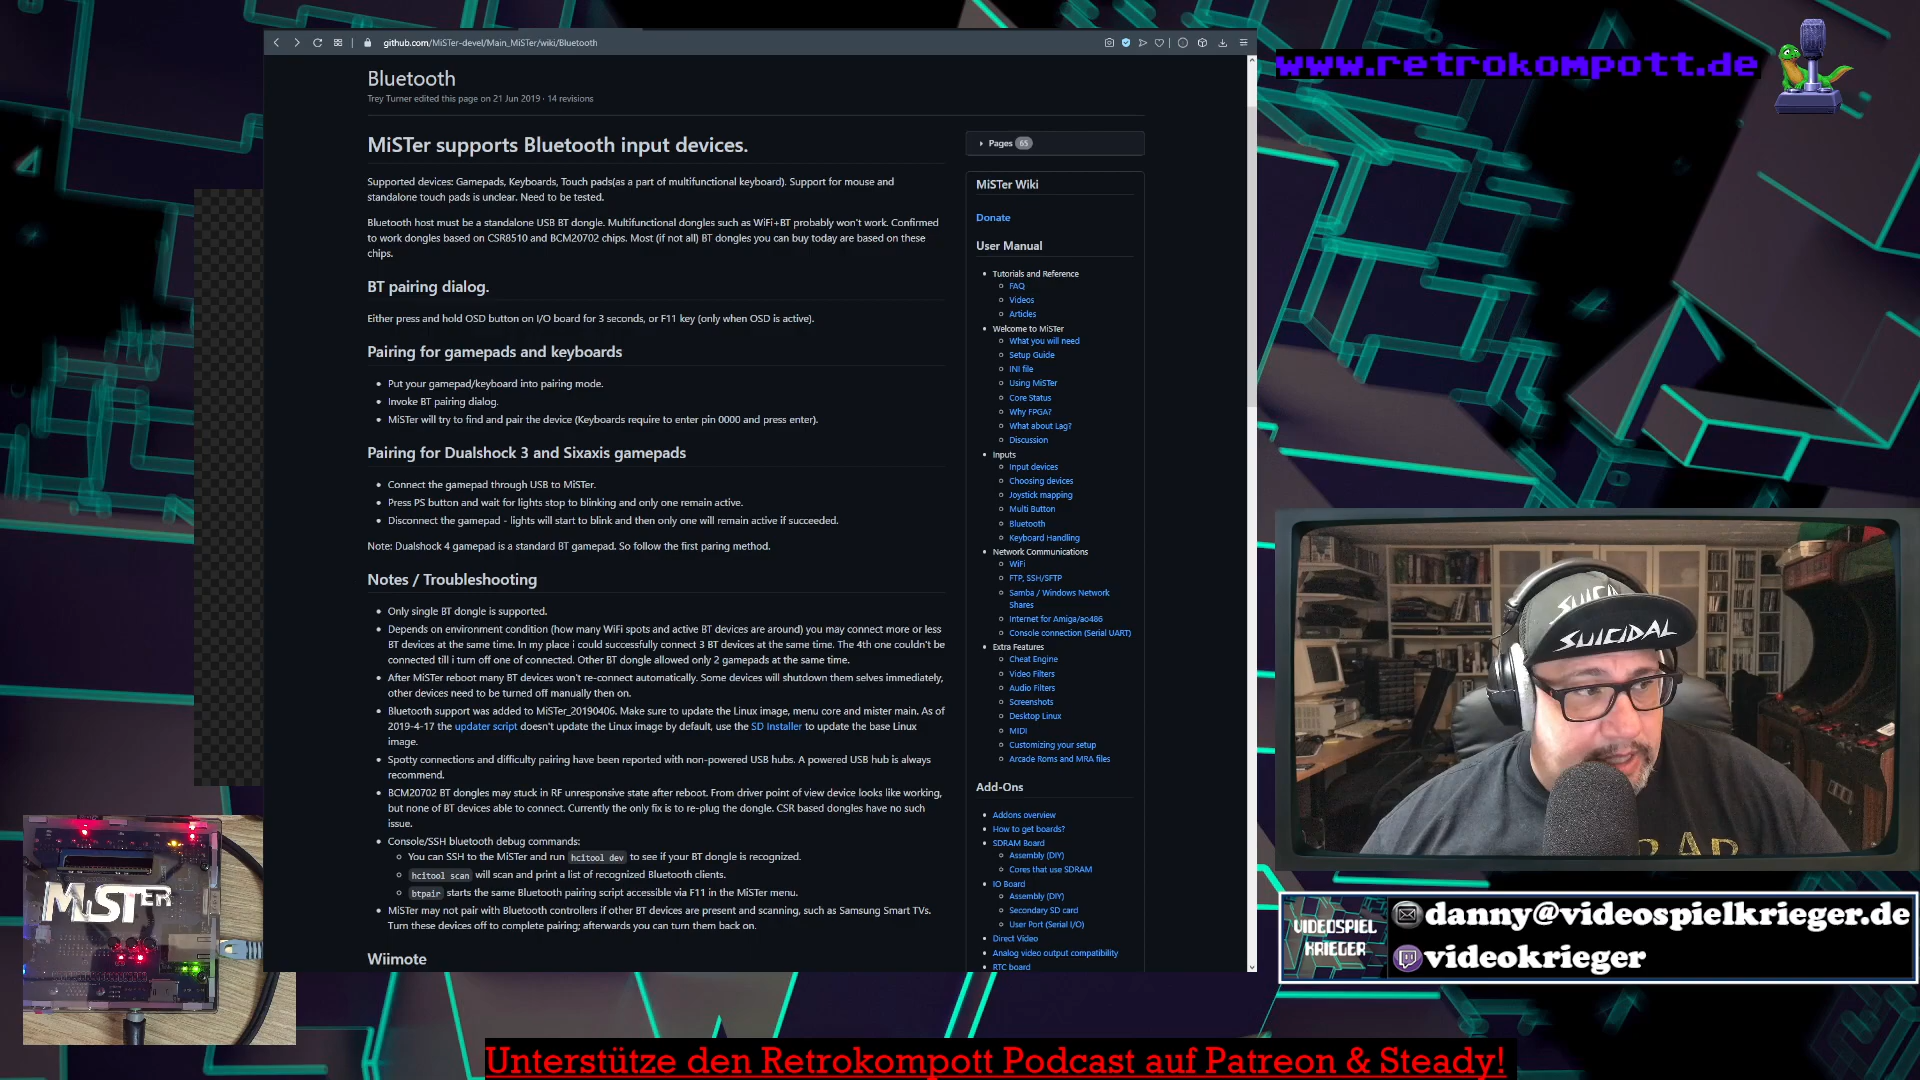 github.com/MiSTer-devel/Main_MiSTer/wiki/Bluetooth
Bluetooth
Trey Turner edited this page on 21 Jun 2019 · 14 revisions
MiSTer supports Bluetooth input devices.
Supported devices: Gamepads, Keyboards, Touch pads(as a part of multifunctional keyboard). Support for mouse and
standalone touch pads is unclear. Need to be tested.
Bluetooth host must be a standalone USB BT dongle. Multifunctional dongles such as WiFi+BT probably won't work. Confirmed
to work dongles based on CSR8510 and BCM20702 chips. Most (if not all) BT dongles you can buy today are based on these
chips.
BT pairing dialog.
Either press and hold OSD button on I/O board for 3 seconds, or F11 key (only when OSD is active).
Pairing for gamepads and keyboards
Put your gamepad/keyboard into pairing mode.
Invoke BT pairing dialog.
MiSTer will try to find and pair the device (Keyboards require to enter pin 0000 and press enter).
Pairing for Dualshock 3 and Sixaxis gamepads
Connect the gamepad through USB to MiSTer.
Press PS button and wait for lights stop to blinking and only one remain active.
Disconnect the gamepad - lights will start to blink and then only one will remain active if succeeded.
Note: Dualshock 4 gamepad is a standard BT gamepad. So follow the first paring method.
Notes / Troubleshooting
Only single BT dongle is supported.
Depends on environment condition (how many WiFi spots and active BT devices are around) you may connect more or less
BT devices at the same time. In my place i could successfully connect 3 BT devices at the same time. The 4th one couldn't be
connected till i turn off one of connected. Other BT dongle allowed only 2 gamepads at the same time.
After MiSTer reboot many BT devices won't re-connect automatically. Some devices will shutdown them selves immediately,
other devices need to be turned off manually then on.
Bluetooth support was added to MiSTer_20190406. Make sure to update the Linux image, menu core and mister main. As of
2019-4-17 the updater script doesn't update the Linux image by default, use the SD Installer to update the base Linux
image.
Spotty connections and difficulty pairing have been reported with non-powered USB hubs. A powered USB hub is always
recommend.
BCM20702 BT dongles may stuck in RF unresponsive state after reboot. From driver point of view device looks like working,
but none of BT devices able to connect. Currently the only fix is to re-plug the dongle. CSR based dongles have no such
issue.
Console/SSH bluetooth debug commands:
You can SSH to the MiSTer and run hcitool dev to see if your BT dongle is recognized.
hcitool scan will scan and print a list of recognized Bluetooth clients.
btpair starts the same Bluetooth pairing script accessible via F11 in the MiSTer menu.
MiSTer may not pair with Bluetooth controllers if other BT devices are present and scanning, such as Samsung Smart TVs.
Turn these devices off to complete pairing; afterwards you can turn them back on.
Wiimote
Pages 65
MiSTer Wiki
Donate
User Manual
Tutorials and Reference
FAQ
Videos
Articles
Welcome to MiSTer
What you will need
Setup Guide
INI file
Using MiSTer
Core Status
Why FPGA?
What about Lag?
Discussion
Inputs
Input devices
Choosing devices
Joystick mapping
Multi Button
Bluetooth
Keyboard Handling
Network Communications
WiFi
FTP, SSH/SFTP
Samba / Windows Network
Shares
Internet for Amiga/ao486
Console connection (Serial UART)
Extra Features
Cheat Engine
Video Filters
Audio Filters
Screenshots
Desktop Linux
MIDI
Customizing your setup
Arcade Roms and MRA files
Add-Ons
Addons overview
How to get boards?
SDRAM Board
Assembly (DIY)
Cores that use SDRAM
IO Board
Assembly (DIY)
Secondary SD card
User Port (Serial I/O)
Direct Video
Analog video output compatibility
RTC board
www.retrokompott.de
SUICIDAL
MiSTER
VIDEOSPIEL
KRIEGER
danny@videospielkrieger.de
videokrieger
Unterstütze den Retrokompott Podcast auf Patreon & Steady!